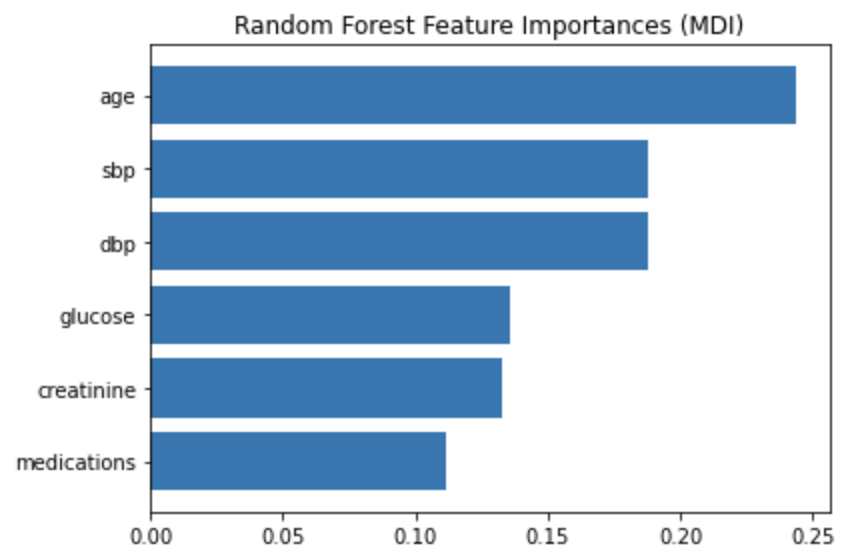 Random Forest Feature Importances (MDI)
age
sbp
dbp
glucose
creatinine
medications
0.00 0.05 0.10 0.15 0.20 0.25